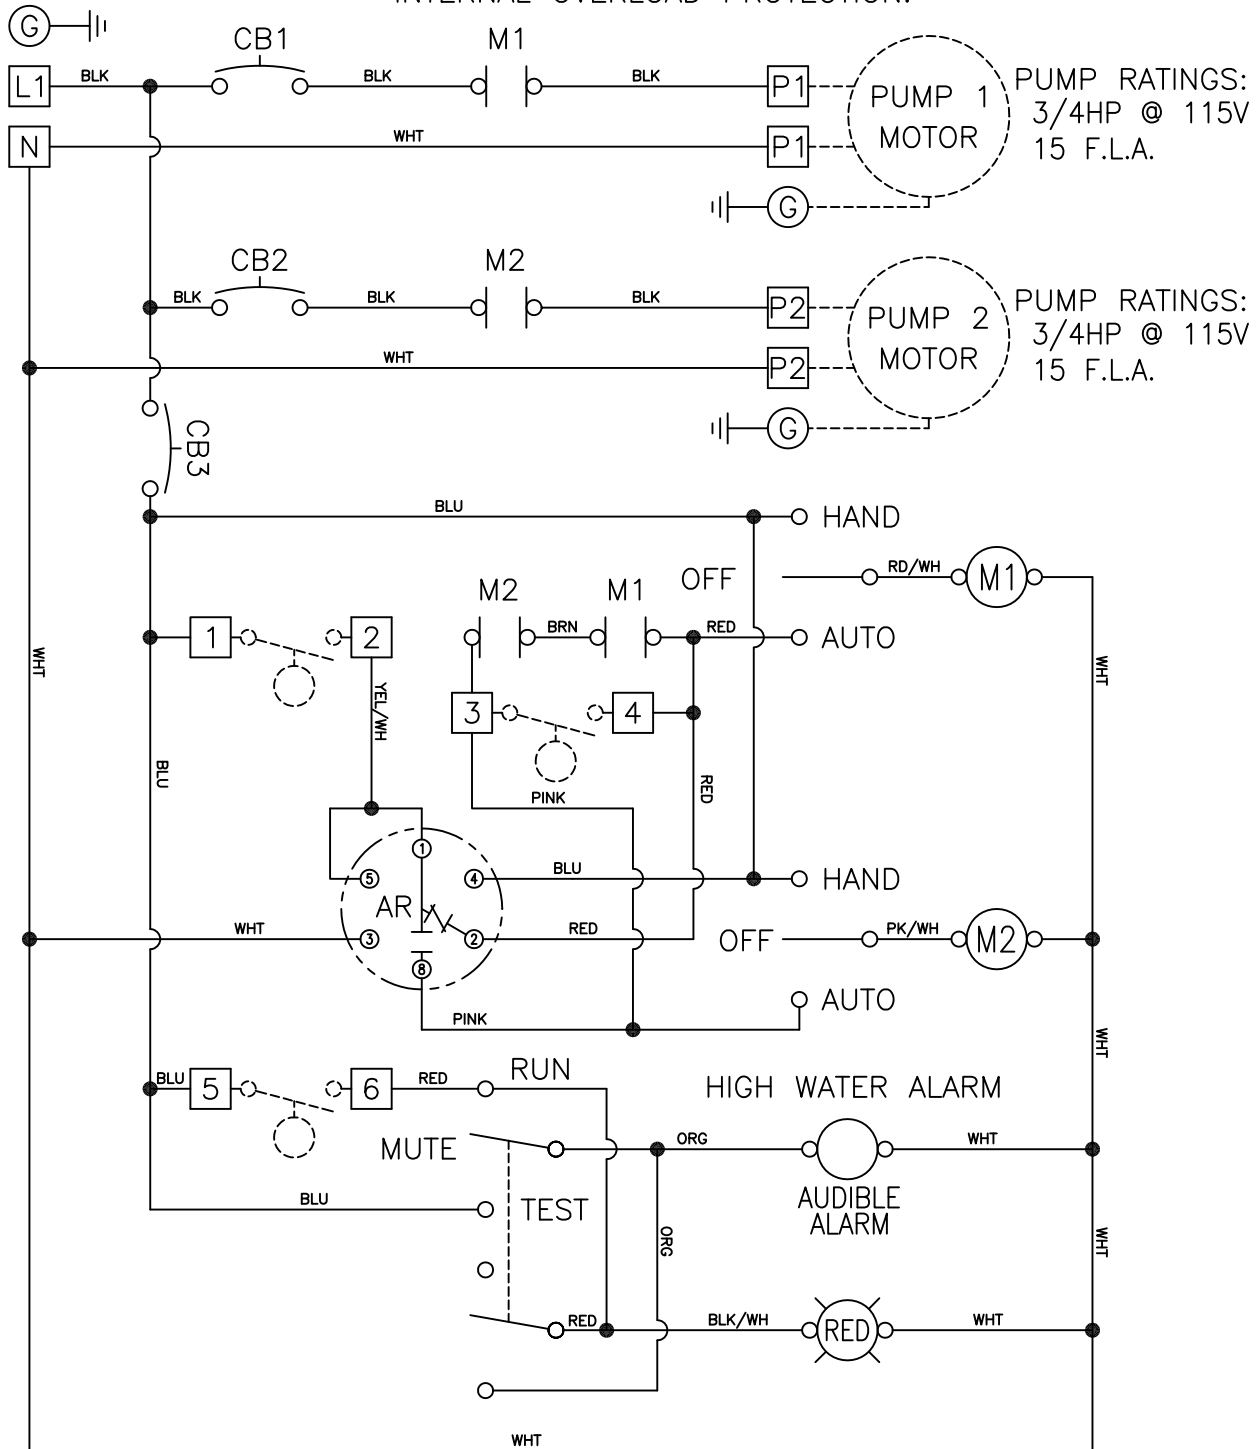 INTERNAL OVERLOAD PROTECTION.
G
CB1
M1
L1
BLK
BLK
BLK
P1
PUMP 1
MOTOR
PUMP RATINGS:
3/4HP @ 115V
15 F.L.A.
N
WHT
P1
G
CB2
M2
BLK
BLK
BLK
P2
PUMP 2
MOTOR
PUMP RATINGS:
3/4HP @ 115V
15 F.L.A.
WHT
P2
G
CB3
BLU
HAND
OFF
RD/WH
M1
M2
M1
1
2
BRN
RED
AUTO
WHT
WHT
YEL/WH
3
4
BLU
RED
PINK
1
5
4
BLU
HAND
AR
WHT
3
2
RED
OFF
PK/WH
M2
8
AUTO
PINK
WHT
BLU
5
6
RED
RUN
HIGH WATER ALARM
MUTE
ORG
WHT
BLU
TEST
AUDIBLE
ALARM
ORG
WHT
RED
BLK/WH
RED
WHT
WHT